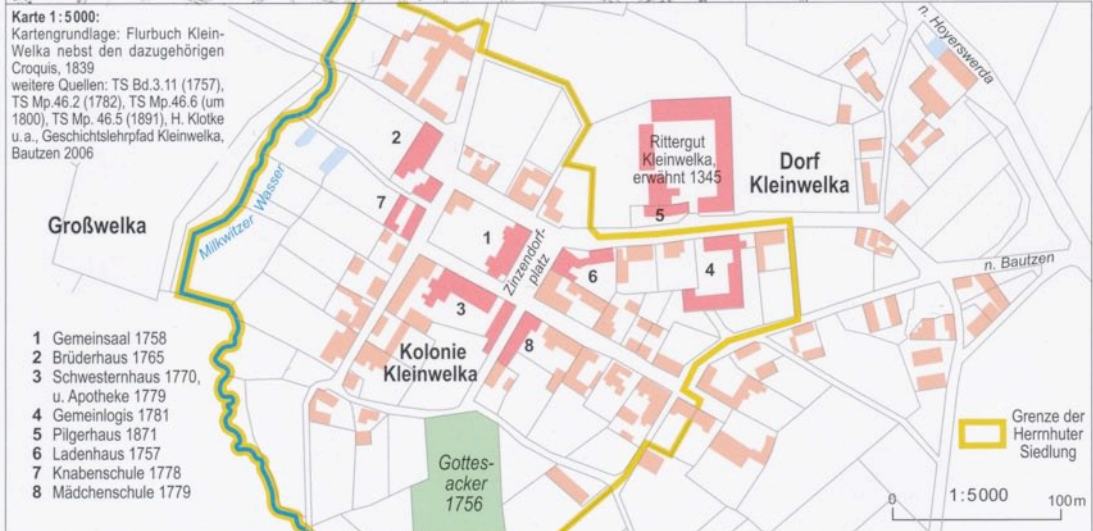 Karte 1:5000:
Kartengrundlage: Flurbuch Klein-
Welka nebst den dazugehörigen
Croquis, 1839
weitere Quellen: TS Bd.3.11 (1757),
TS Mp.46.2 (1782), TS Mp.46.6 (um
1800), TS Mp. 46.5 (1891), H. Klotke
u.a., Geschichtslehrpfad Kleinwelka,
Bautzen 2006
n. Hoyerswerda
Rittergut
Kleinwelka,
erwähnt 1345
Dorf
Kleinwelka
Großwelka
Milkwitzer Wasser
2
7
1
Zinzendorf-
platz
5
6
4
n. Bautzen
3
8
Kolonie
Kleinwelka
1 Gemeinsaal 1758
2 Brüderhaus 1765
3 Schwesternhaus 1770,
u. Apotheke 1779
4 Gemeinlogis 1781
5 Pilgerhaus 1871
6 Ladenhaus 1757
7 Knabenschule 1778
8 Mädchenschule 1779
Gottes-
acker
1756
Grenze der
Herrnhuter
Siedlung
0 1:5000 100m